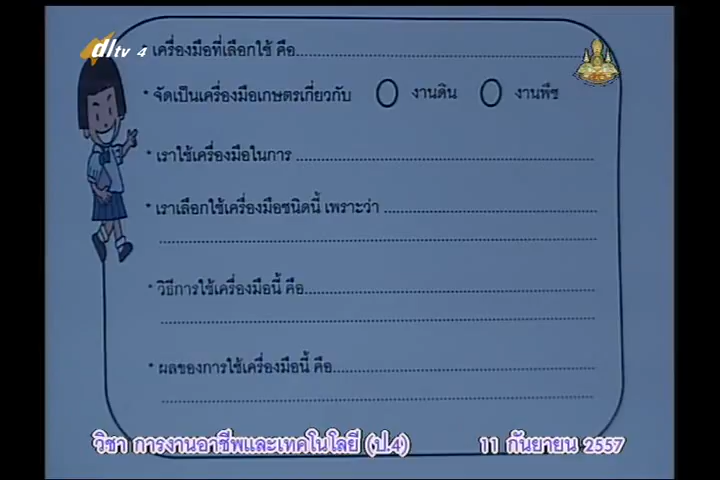 dltv 4
* เครื่องมือที่เลือกใช้ คือ........................................
* จัดเป็นเครื่องมือเกษตรเกี่ยวกับ ○ งานดิน ○ งานพืช
* เราใช้เครื่องมือในการ ........................................
* เราเลือกใช้เครื่องมือชนิดนี้ เพราะว่า ........................................
........................................
* วิธีการใช้เครื่องมือนี้ คือ........................................
........................................
* ผลของการใช้เครื่องมือนี้ คือ........................................
........................................
วิชา การงานอาชีพและเทคโนโลยี (ป.4) 11 กันยายน 2557